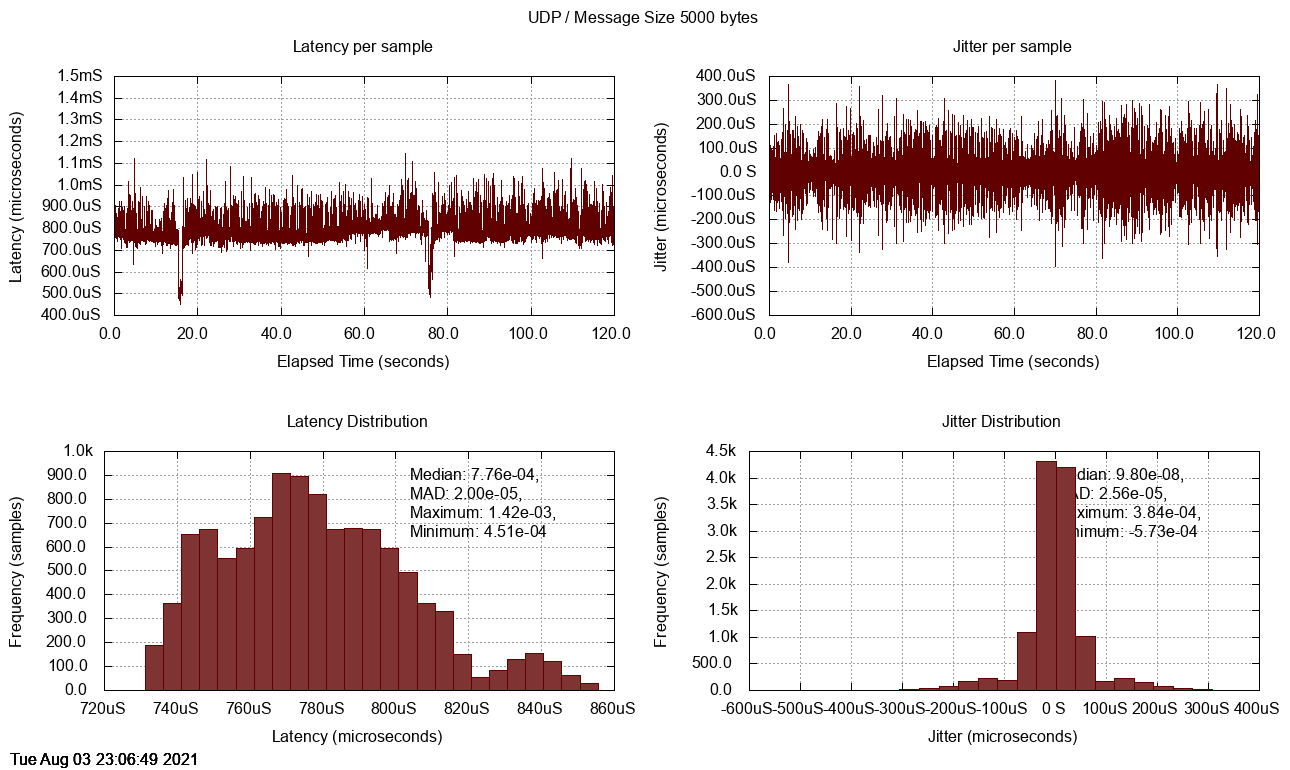 UDP / Message Size 5000 bytes
Latency per sample
1.5mS
1.4mS
1.3mS
1.2mS
1.1mS
1.0mS
900.0uS
800.0uS
700.0uS
600.0uS
500.0uS
400.0uS
Latency (microseconds)
0.0 20.0 40.0 60.0 80.0 100.0 120.0
Elapsed Time (seconds)
Jitter per sample
400.0uS
300.0uS
200.0uS
100.0uS
0.0 S
-100.0uS
-200.0uS
-300.0uS
-400.0uS
-500.0uS
-600.0uS
Jitter (microseconds)
0.0 20.0 40.0 60.0 80.0 100.0 120.0
Elapsed Time (seconds)
Latency Distribution
1.0k
900.0
800.0
700.0
600.0
500.0
400.0
300.0
200.0
100.0
0.0
Frequency (samples)
Median: 7.76e-04,
MAD: 2.00e-05,
Maximum: 1.42e-03,
Minimum: 4.51e-04
720uS 740uS 760uS 780uS 800uS 820uS 840uS 860uS
Latency (microseconds)
Jitter Distribution
4.5k
4.0k
3.5k
3.0k
2.5k
2.0k
1.5k
1.0k
500.0
0.0
Frequency (samples)
dian: 9.80e-08,
AD: 2.56e-05,
ximum: 3.84e-04,
nimum: -5.73e-04
-600uS -500uS -400uS -300uS -200uS -100uS 0 S 100uS 200uS 300uS 400uS
Jitter (microseconds)
Tue Aug 03 23:06:49 2021